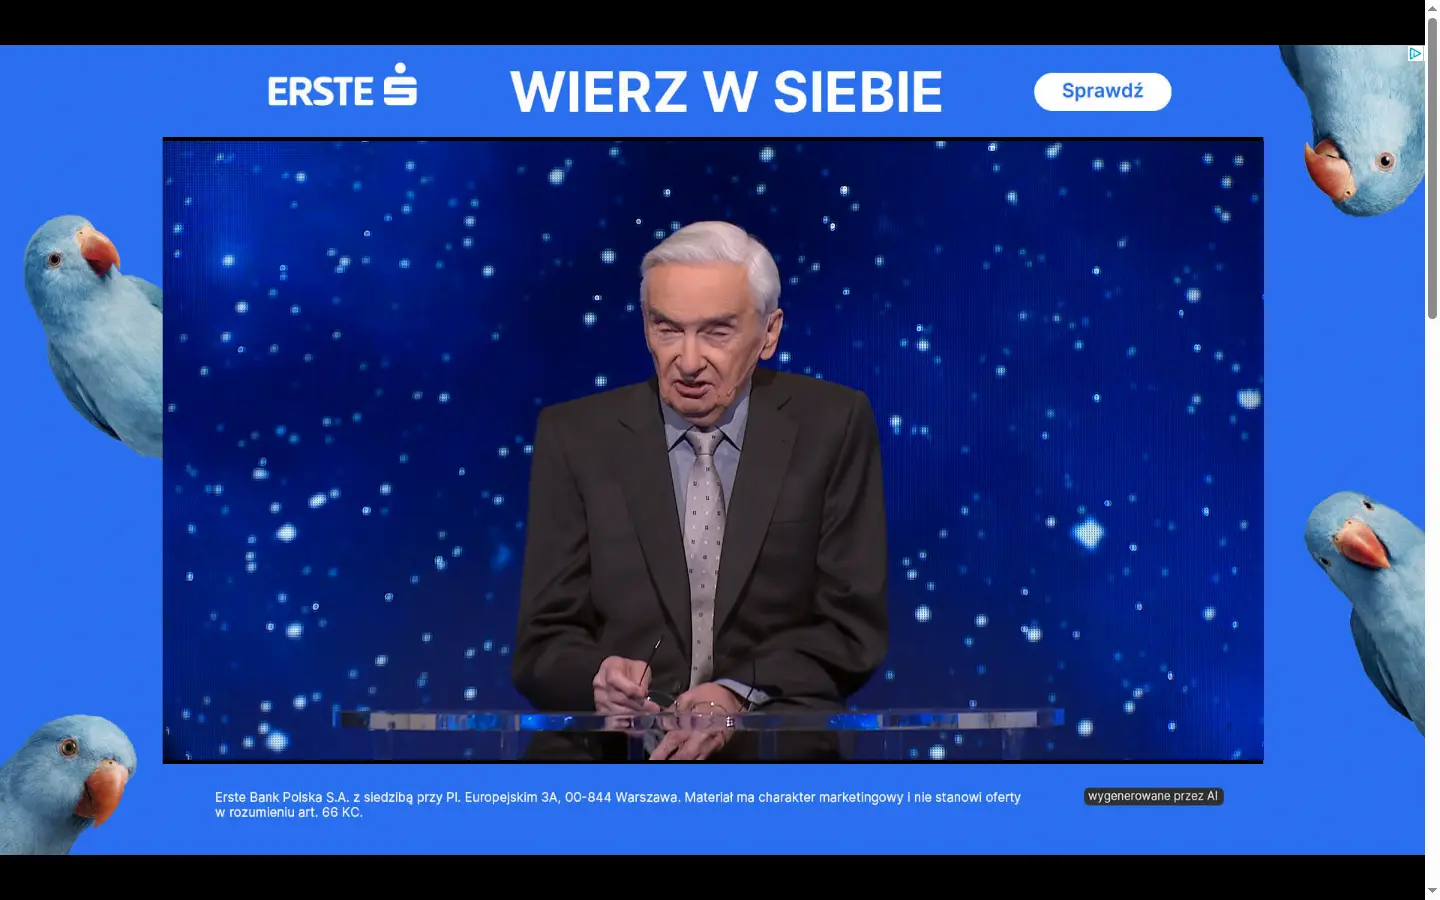 ERSTE
WIERZ W SIEBIE
Sprawdź
Erste Bank Polska S.A. z siedzibą przy Pl. Europejskim 3A, 00-844 Warszawa. Materiał ma charakter marketingowy i nie stanowi oferty
w rozumieniu art. 66 KC.
wygenerowane przez AI